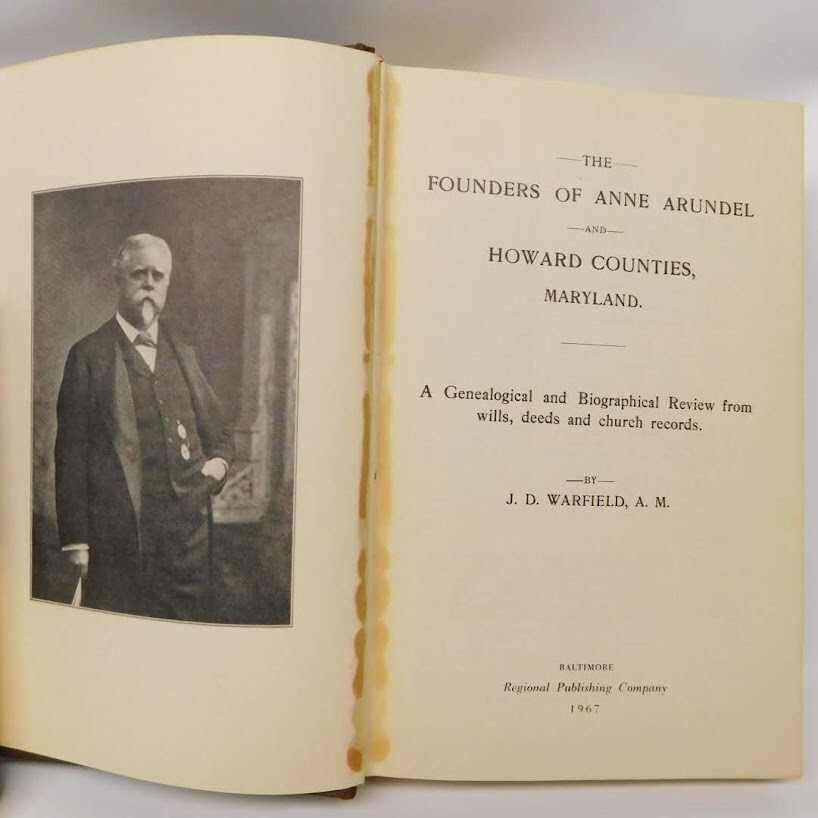 —THE—
FOUNDERS OF ANNE ARUNDEL
—AND—
HOWARD COUNTIES,
MARYLAND.
A Genealogical and Biographical Review from
wills, deeds and church records.
—BY—
J. D. WARFIELD, A. M.
BALTIMORE
Regional Publishing Company
1967